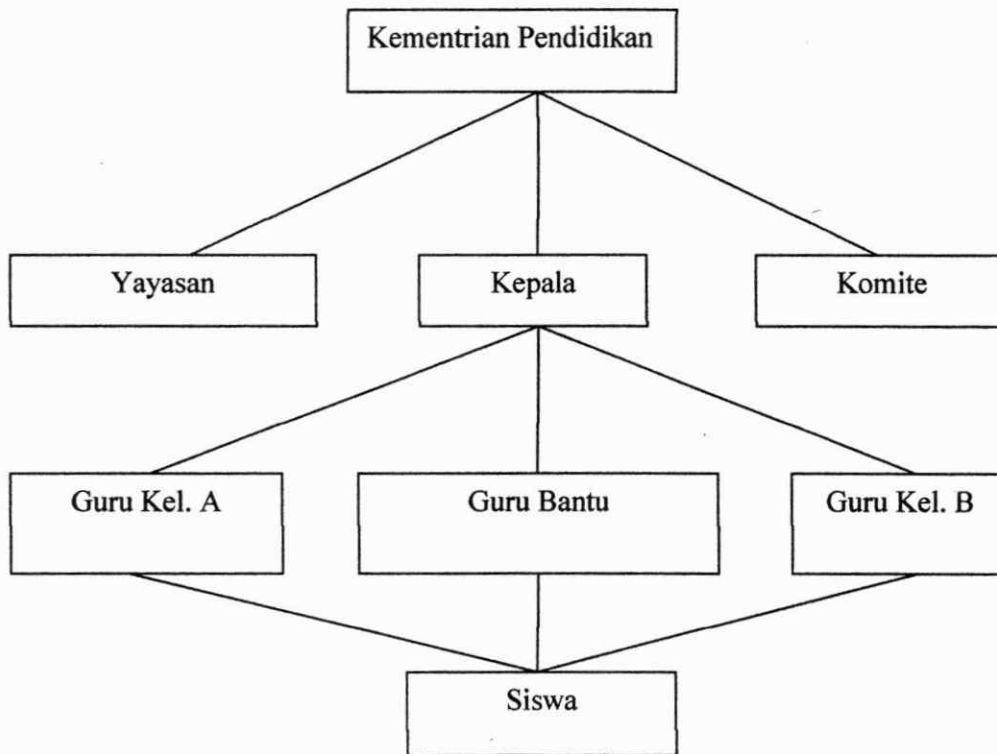 Kementrian Pendidikan
Yayasan
Kepala
Komite
Guru Kel. A
Guru Bantu
Guru Kel. B
Siswa